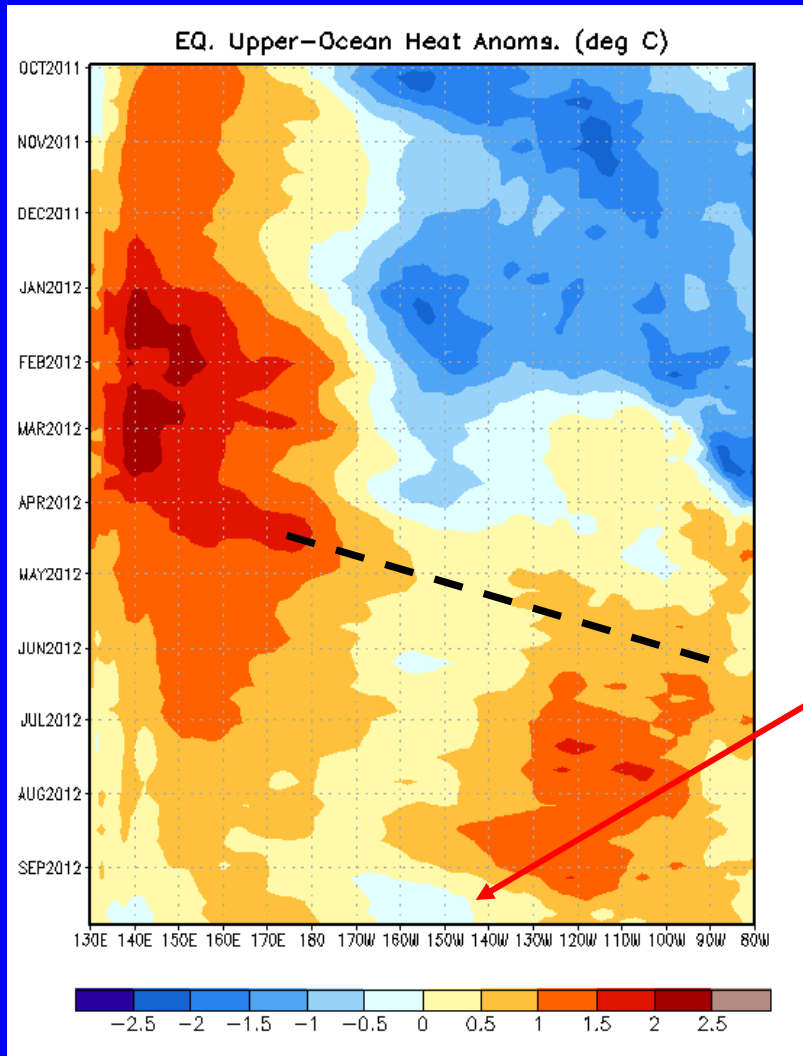 EQ. Upper-Ocean Heat Anoms. (deg C)
OCT2011
NOV2011
DEC2011
JAN2012
FEB2012
MAR2012
APR2012
MAY2012
JUN2012
JUL2012
AUG2012
SEP2012
130E 140E 150E 160E 170E 180 170W 160W 150W 140W 130W 120W 110W 100W 90W 80W
-2.5 -2 -1.5 -1 -0.5 0 0.5 1 1.5 2 2.5